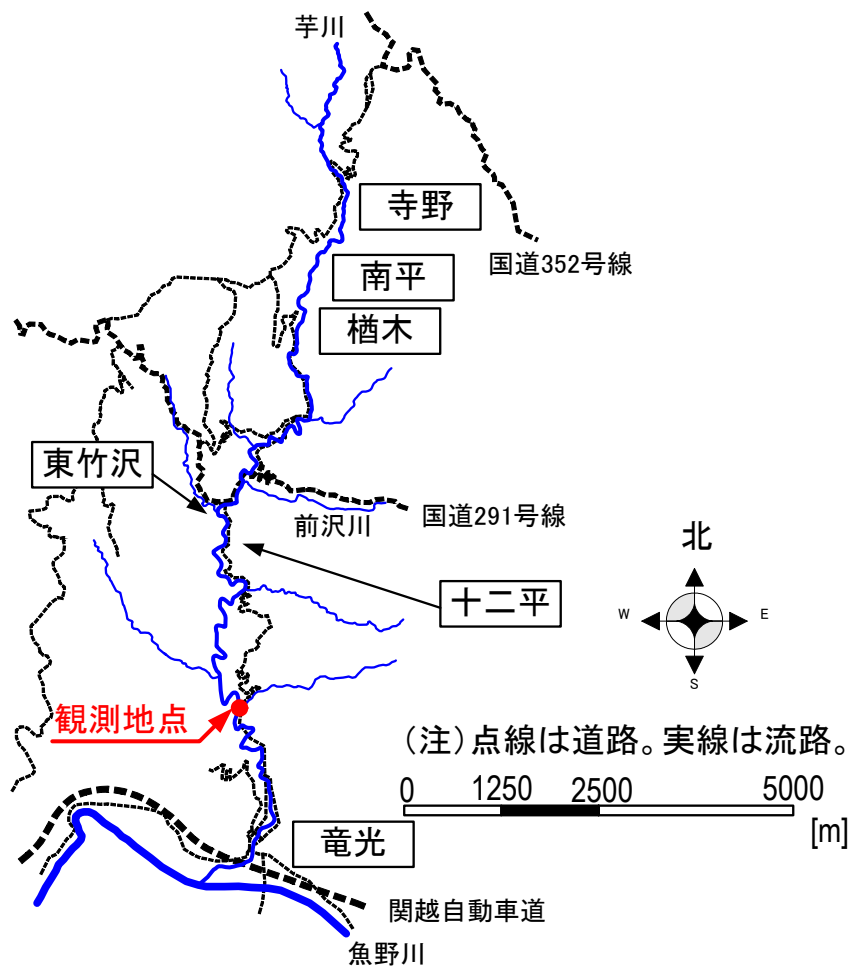 芋川
寺野
国道352号線
南平
楢木
東竹沢
前沢川
国道291号線
北
十二平
W
E
S
観測地点
(注)点線は道路。実線は流路。
0 1250 2500 5000
[m]
竜光
関越自動車道
魚野川